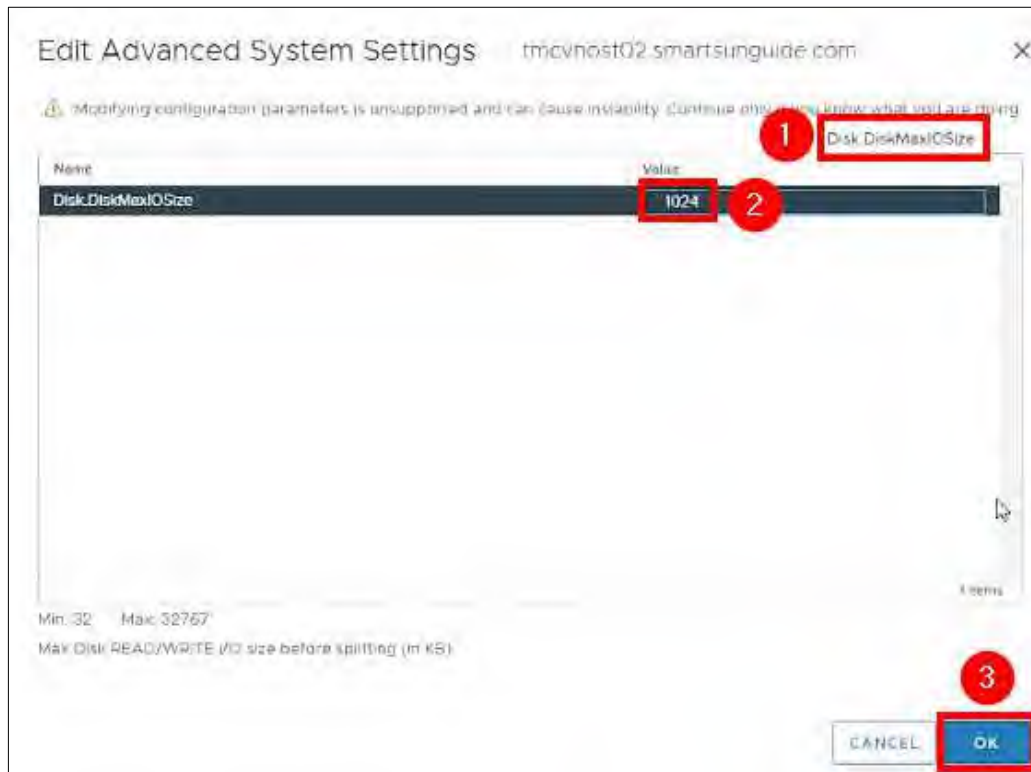 Edit Advanced System Settings tmcvhost02.smartsunguide.com
Modifying configuration parameters is unsupported and can cause instability. Continue only if you know what you are doing
1 Disk.DiskMaxIOSize
Name Value
Disk.DiskMaxIOSize 1024 2
1 items
Min: 32 Max: 32767
Max Disk READ/WRITE I/O size before splitting (in KB)
3
CANCEL OK